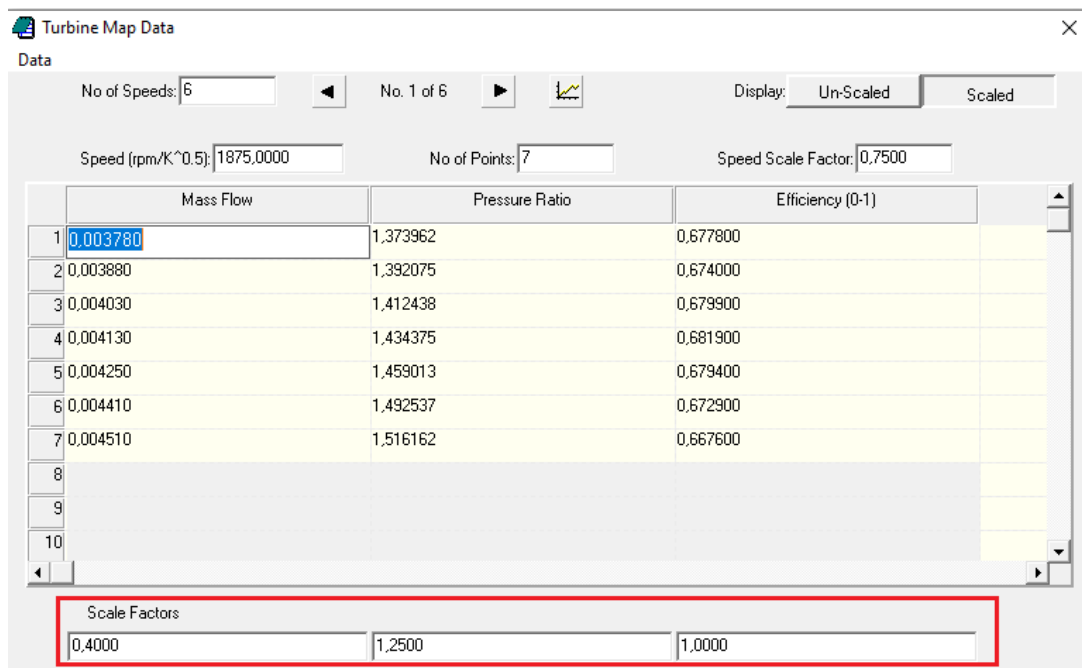 Turbine Map Data
Data
No of Speeds: 6 No. 1 of 6 Display: Un-Scaled Scaled
Speed (rpm/K^0.5): 1875,0000 No of Points: 7 Speed Scale Factor: 0,7500
Mass Flow Pressure Ratio Efficiency (0-1)
1 0,003780 1,373962 0,677800
2 0,003880 1,392075 0,674000
3 0,004030 1,412438 0,679900
4 0,004130 1,434375 0,681900
5 0,004250 1,459013 0,679400
6 0,004410 1,492537 0,672900
7 0,004510 1,516162 0,667600
8
9
10
Scale Factors
0,4000 1,2500 1,0000